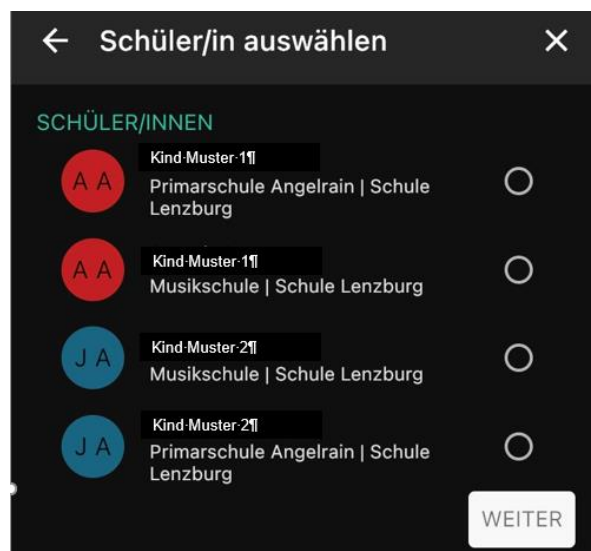 Schüler/in auswählen
SCHÜLER/INNEN
Kind·Muster·1¶
A A
Primarschule Angelrain | Schule
Lenzburg
Kind·Muster·1¶
A A
Musikschule | Schule Lenzburg
Kind·Muster·2¶
J A
Musikschule | Schule Lenzburg
Kind·Muster·2¶
J A
Primarschule Angelrain | Schule
Lenzburg
WEITER